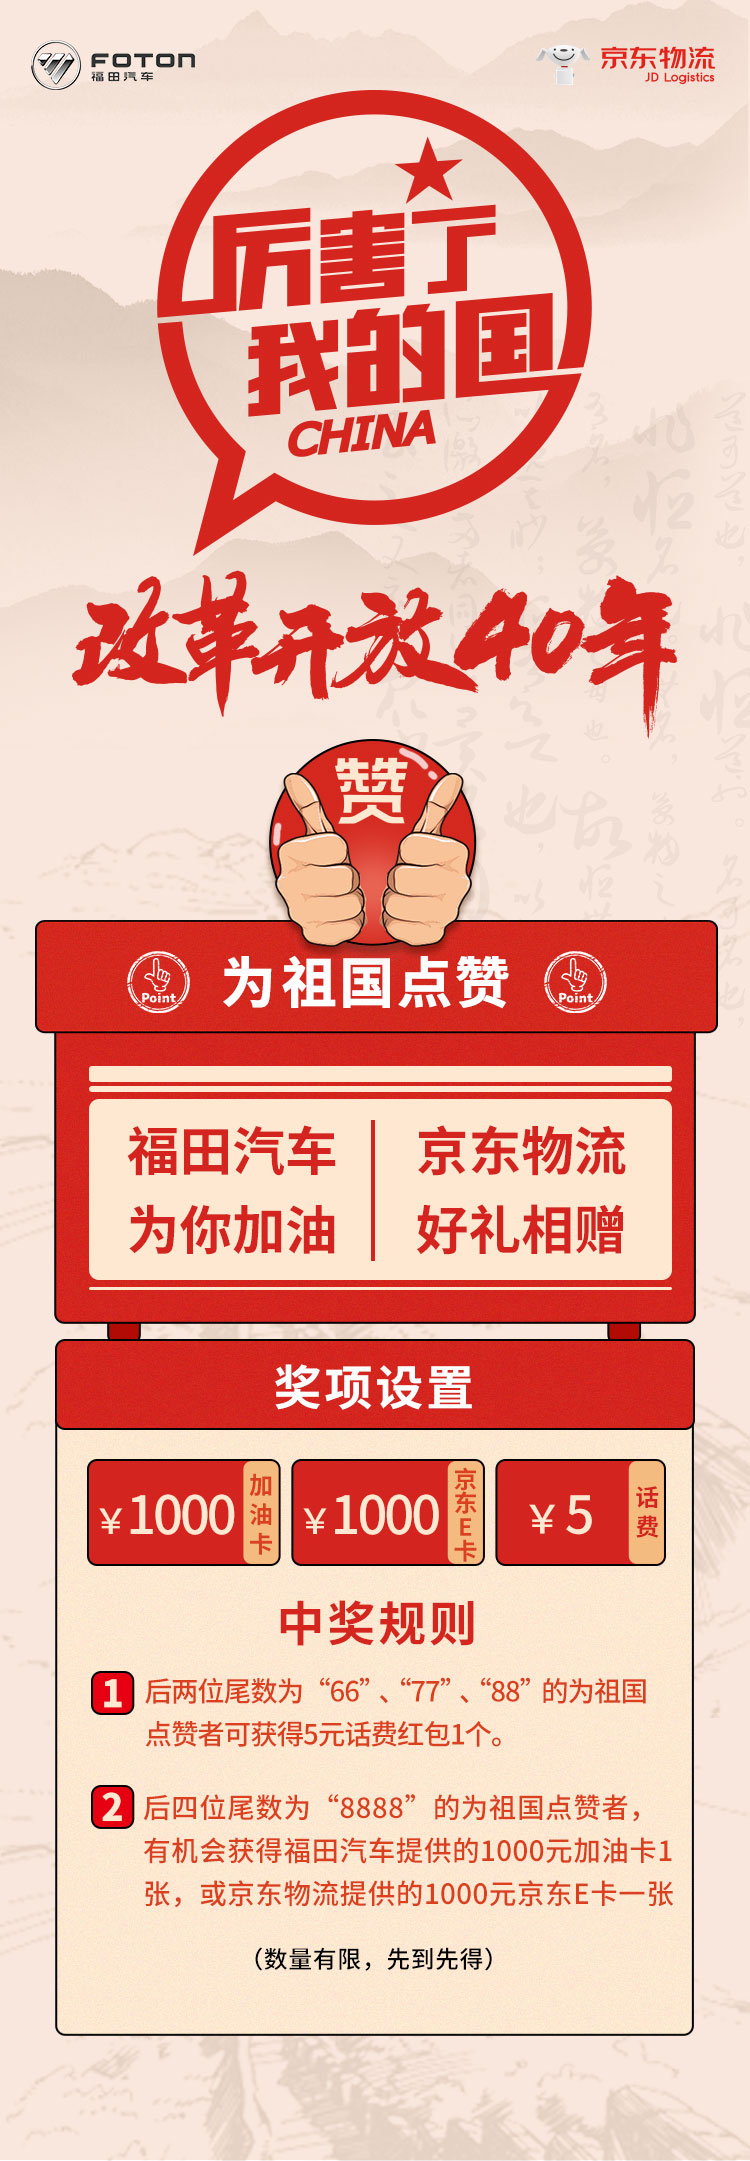 FOTON
福田汽车
京东物流
JD Logistics
厉害了
我的国
CHINA
改革开放40年
赞
Point
为祖国点赞
Point
福田汽车
为你加油
京东物流
好礼相赠
奖项设置
¥1000
加油卡
¥1000
京东E卡
¥5
话费
中奖规则
1
后两位尾数为“66”、“77”、“88”的为祖国
点赞者可获得5元话费红包1个。
2
后四位尾数为“8888”的为祖国点赞者，
有机会获得福田汽车提供的1000元加油卡1
张，或京东物流提供的1000元京东E卡一张
（数量有限，先到先得）